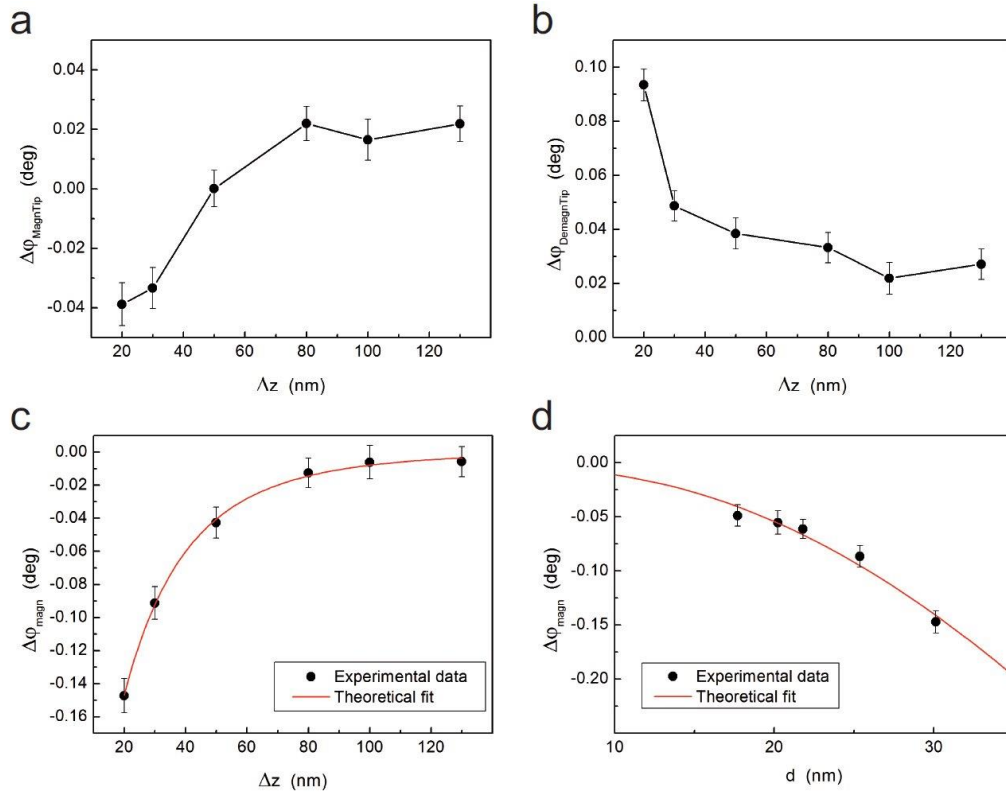 a
0.04
0.02
0.00
-0.02
-0.04
20 40 60 80 100 120
Δφ_MagnTip (deg)
Λz (nm)
b
0.10
0.08
0.06
0.04
0.02
0.00
20 40 60 80 100 120
Δφ_DemagnTip (deg)
Λz (nm)
c
0.00
-0.02
-0.04
-0.06
-0.08
-0.10
-0.12
-0.14
-0.16
20 40 60 80 100 120
Δφ_magn (deg)
Δz (nm)
Experimental data
Theoretical fit
d
0.00
-0.05
-0.10
-0.15
-0.20
10 20 30
Δφ_magn (deg)
d (nm)
Experimental data
Theoretical fit